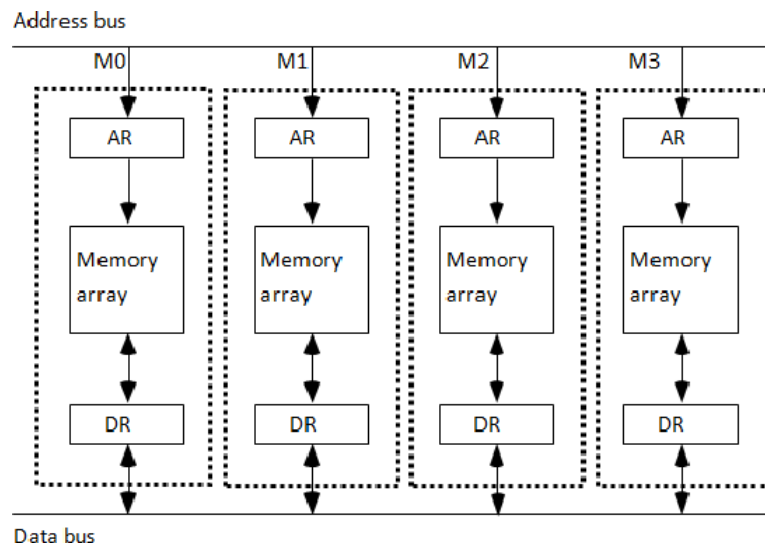 Address bus
M0 M1 M2 M3
AR AR AR AR
Memory Memory Memory Memory
array array array array
DR DR DR DR
Data bus